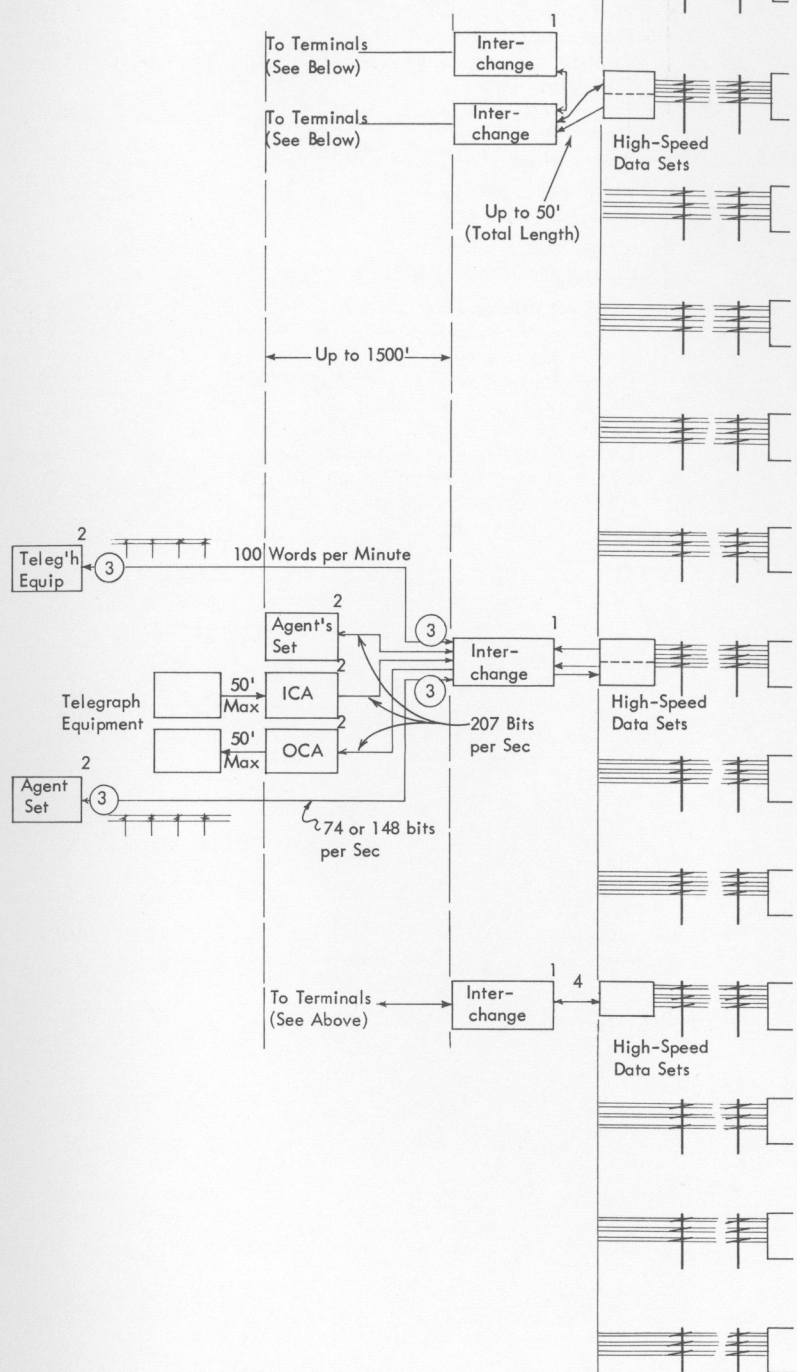 1
To Terminals
(See Below)
Inter-
change
To Terminals
(See Below)
Inter-
change
High-Speed
Data Sets
Up to 50'
(Total Length)
Up to 1500'
2
Teleg'h
Equip
3
100 Words per Minute
2
Agent's
Set
3
1
Inter-
change
High-Speed
Data Sets
2
ICA
50'
Max
Telegraph
Equipment
3
2
OCA
50'
Max
207 Bits
per Sec
2
Agent
Set
3
74 or 148 bits
per Sec
1
To Terminals
(See Above)
Inter-
change
4
High-Speed
Data Sets